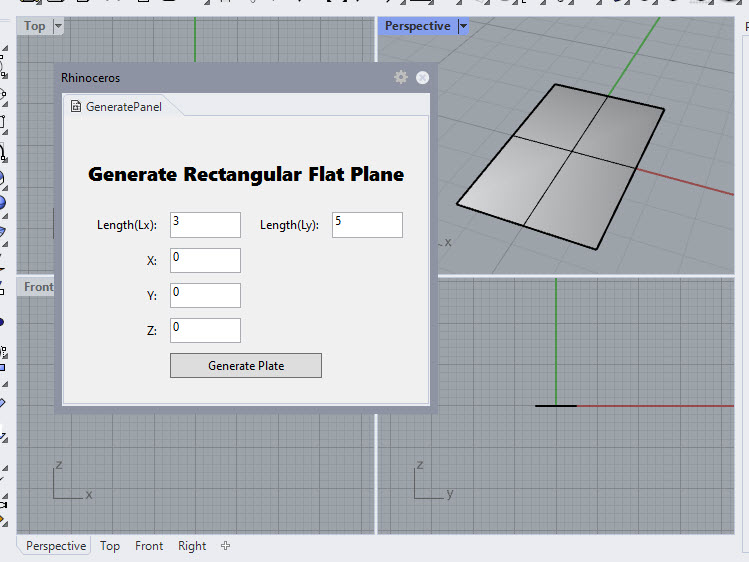 Top
Perspective
Rhinoceros
GeneratePanel
Generate Rectangular Flat Plane
Length(Lx): 3 Length(Ly): 5
X: 0
Y: 0
Z: 0
Generate Plate
x
Front
z
x
z
y
Perspective Top Front Right